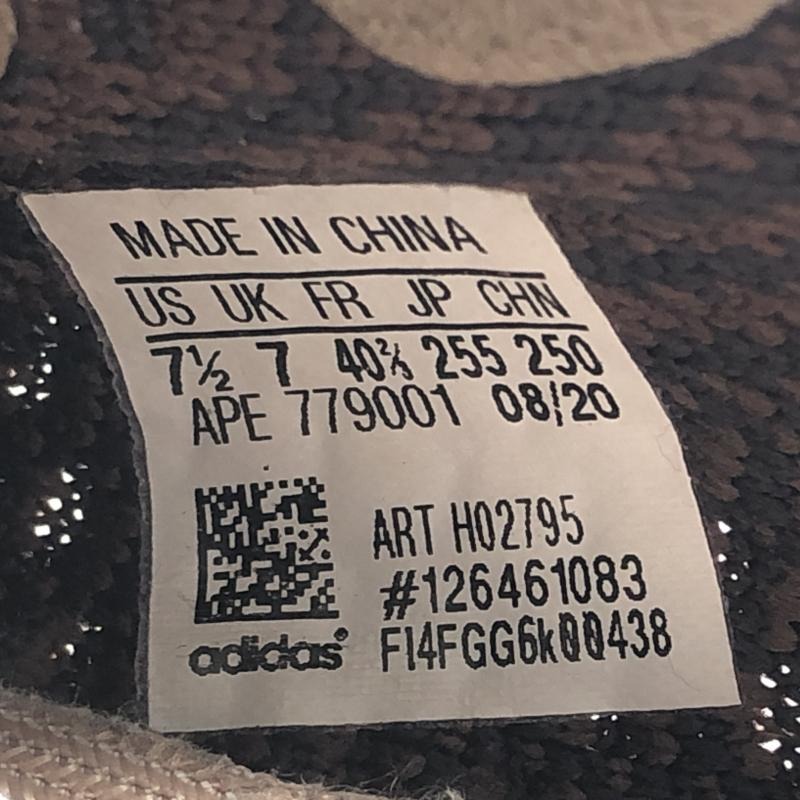 MADE IN CHINA
US UK FR JP CHN
7½ 7 40⅔ 255 250
APE 779001 08/20
ART H02795
#126461083
F14FGG6k00438
adidas®